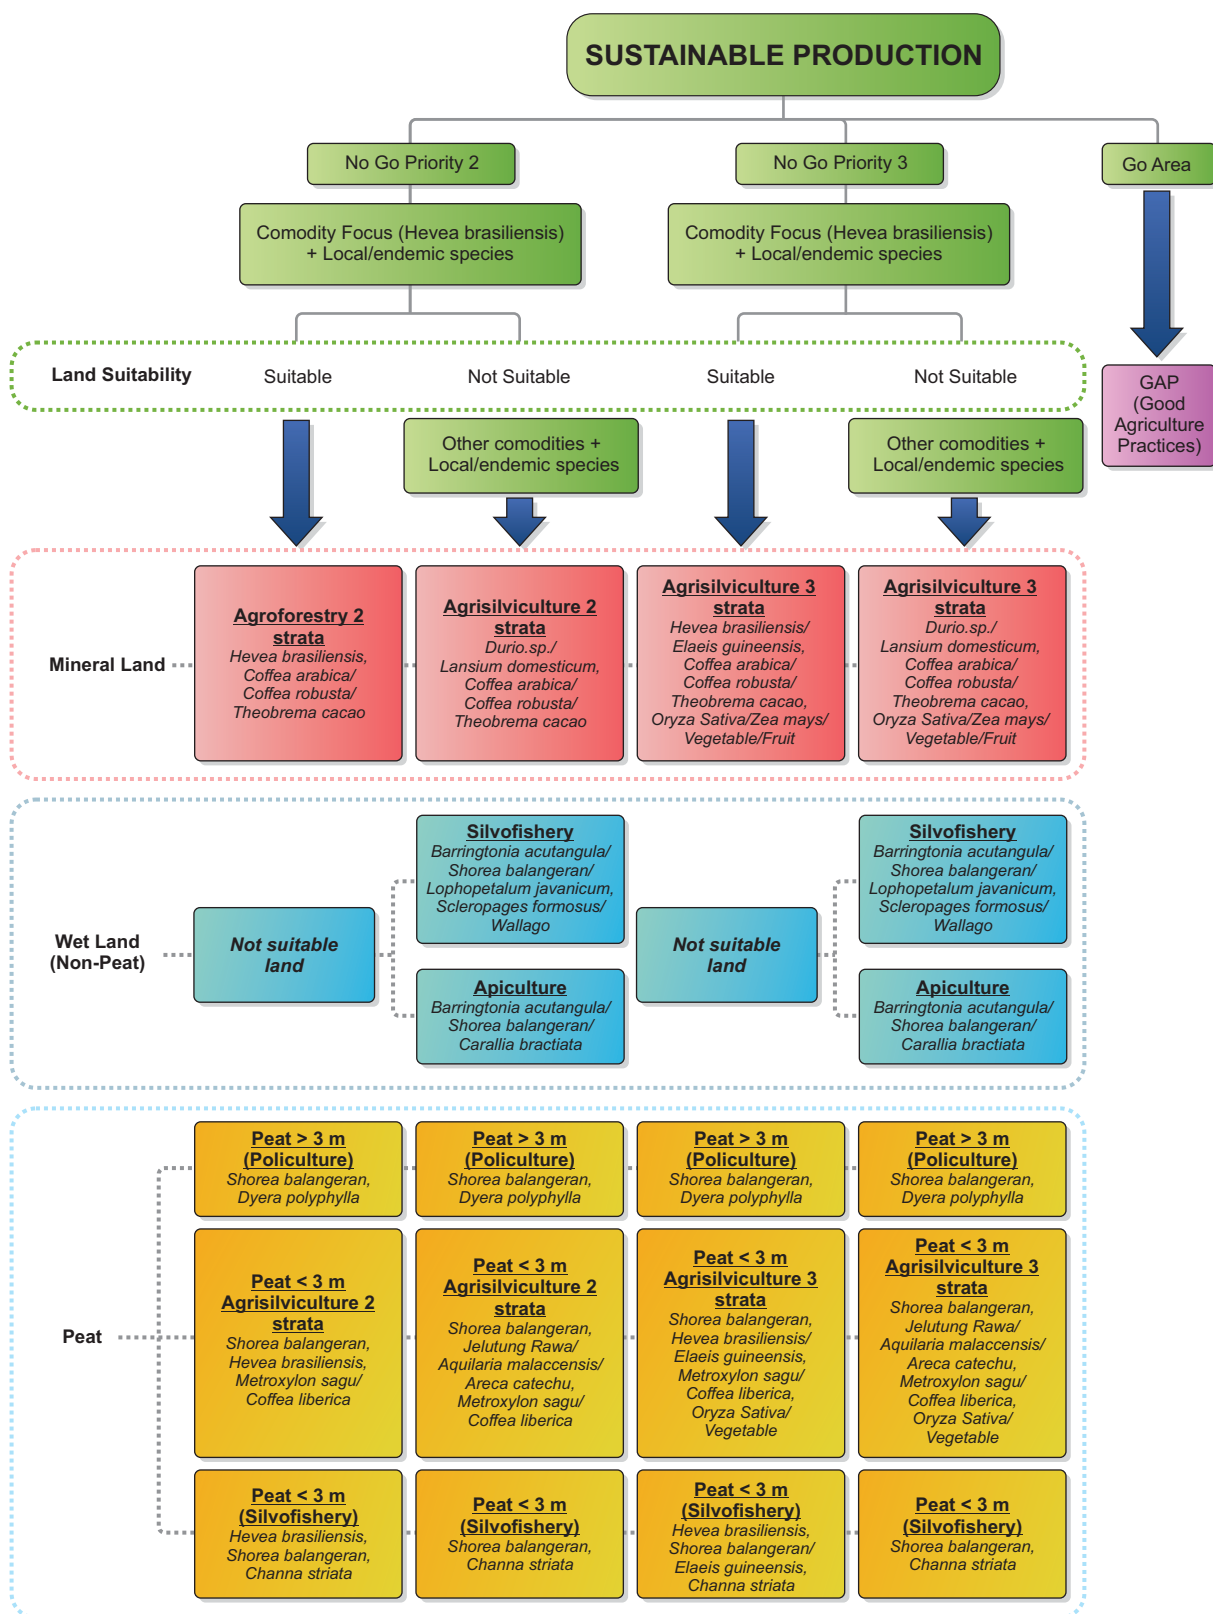 SUSTAINABLE PRODUCTION
No Go Priority 2
No Go Priority 3
Go Area
Comodity Focus (Hevea brasiliensis)
+ Local/endemic species
Comodity Focus (Hevea brasiliensis)
+ Local/endemic species
Land Suitability
Suitable
Not Suitable
Suitable
Not Suitable
GAP
(Good
Agriculture
Practices)
Other comodities +
Local/endemic species
Other comodities +
Local/endemic species
Mineral Land
Agroforestry 2
strata
Hevea brasiliensis,
Coffea arabica/
Coffea robusta/
Theobrema cacao
Agrisilviculture 2
strata
Durio.sp./
Lansium domesticum,
Coffea arabica/
Coffea robusta/
Theobrema cacao
Agrisilviculture 3
strata
Hevea brasiliensis/
Elaeis guineensis,
Coffea arabica/
Coffea robusta/
Theobrema cacao,
Oryza Sativa/Zea mays/
Vegetable/Fruit
Agrisilviculture 3
strata
Durio.sp./
Lansium domesticum,
Coffea arabica/
Coffea robusta/
Theobrema cacao,
Oryza Sativa/Zea mays/
Vegetable/Fruit
Wet Land
(Non-Peat)
Not suitable
land
Silvofishery
Barringtonia acutangula/
Shorea balangeran/
Lophopetalum javanicum,
Scleropages formosus/
Wallago
Apiculture
Barringtonia acutangula/
Shorea balangeran/
Carallia bractiata
Not suitable
land
Silvofishery
Barringtonia acutangula/
Shorea balangeran/
Lophopetalum javanicum,
Scleropages formosus/
Wallago
Apiculture
Barringtonia acutangula/
Shorea balangeran/
Carallia bractiata
Peat
Peat > 3 m
(Policulture)
Shorea balangeran,
Dyera polyphylla
Peat > 3 m
(Policulture)
Shorea balangeran,
Dyera polyphylla
Peat > 3 m
(Policulture)
Shorea balangeran,
Dyera polyphylla
Peat > 3 m
(Policulture)
Shorea balangeran,
Dyera polyphylla
Peat < 3 m
Agrisilviculture 2
strata
Shorea balangeran,
Hevea brasiliensis,
Metroxylon sagu/
Coffea liberica
Peat < 3 m
Agrisilviculture 2
strata
Shorea balangeran,
Jelutung Rawa/
Aquilaria malaccensis/
Areca catechu,
Metroxylon sagu/
Coffea liberica
Peat < 3 m
Agrisilviculture 3
strata
Shorea balangeran,
Hevea brasiliensis/
Elaeis guineensis,
Metroxylon sagu/
Coffea liberica,
Oryza Sativa/
Vegetable
Peat < 3 m
Agrisilviculture 3
strata
Shorea balangeran,
Jelutung Rawa/
Aquilaria malaccensis/
Areca catechu,
Metroxylon sagu/
Coffea liberica,
Oryza Sativa/
Vegetable
Peat < 3 m
(Silvofishery)
Hevea brasiliensis,
Shorea balangeran,
Channa striata
Peat < 3 m
(Silvofishery)
Shorea balangeran,
Channa striata
Peat < 3 m
(Silvofishery)
Hevea brasiliensis,
Shorea balangeran/
Elaeis guineensis,
Channa striata
Peat < 3 m
(Silvofishery)
Shorea balangeran,
Channa striata